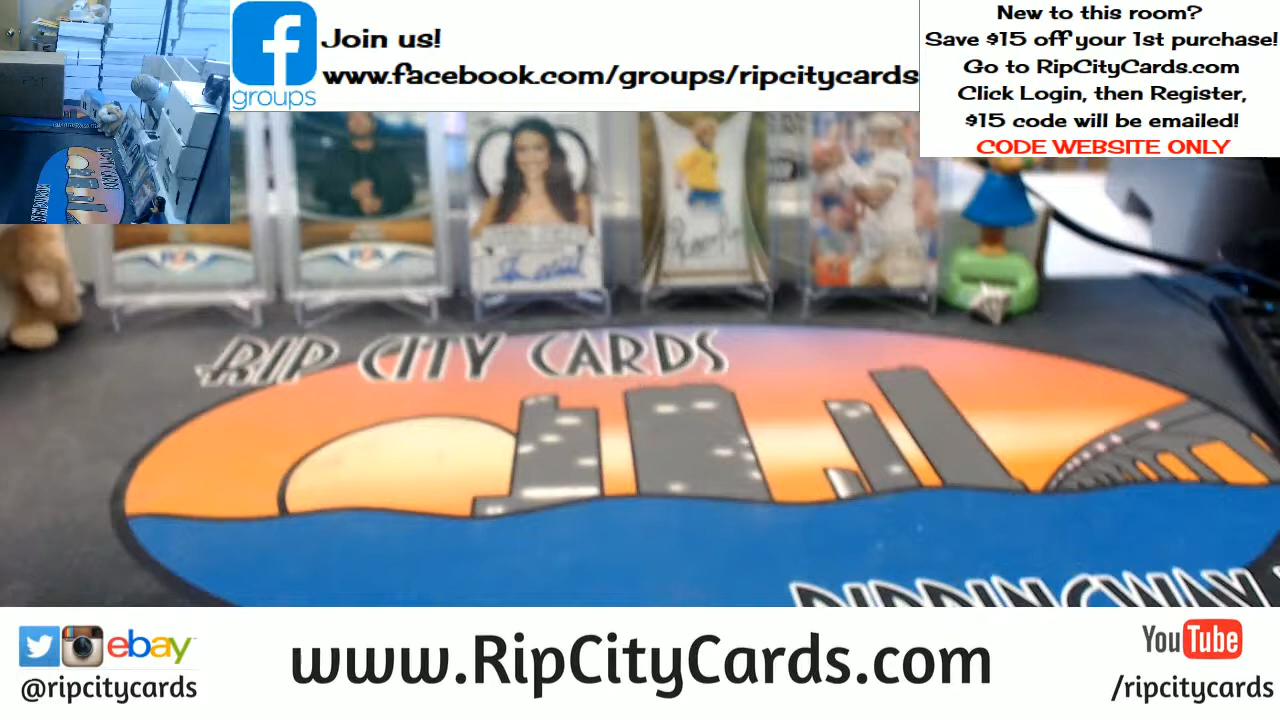 Join us!
www.facebook.com/groups/ripcitycards
groups
New to this room?
Save $15 off your 1st purchase!
Go to RipCityCards.com
Click Login, then Register,
$15 code will be emailed!
CODE WEBSITE ONLY
RIP CITY CARDS
ebay
@ripcitycards
www.RipCityCards.com
YouTube
/ripcitycards